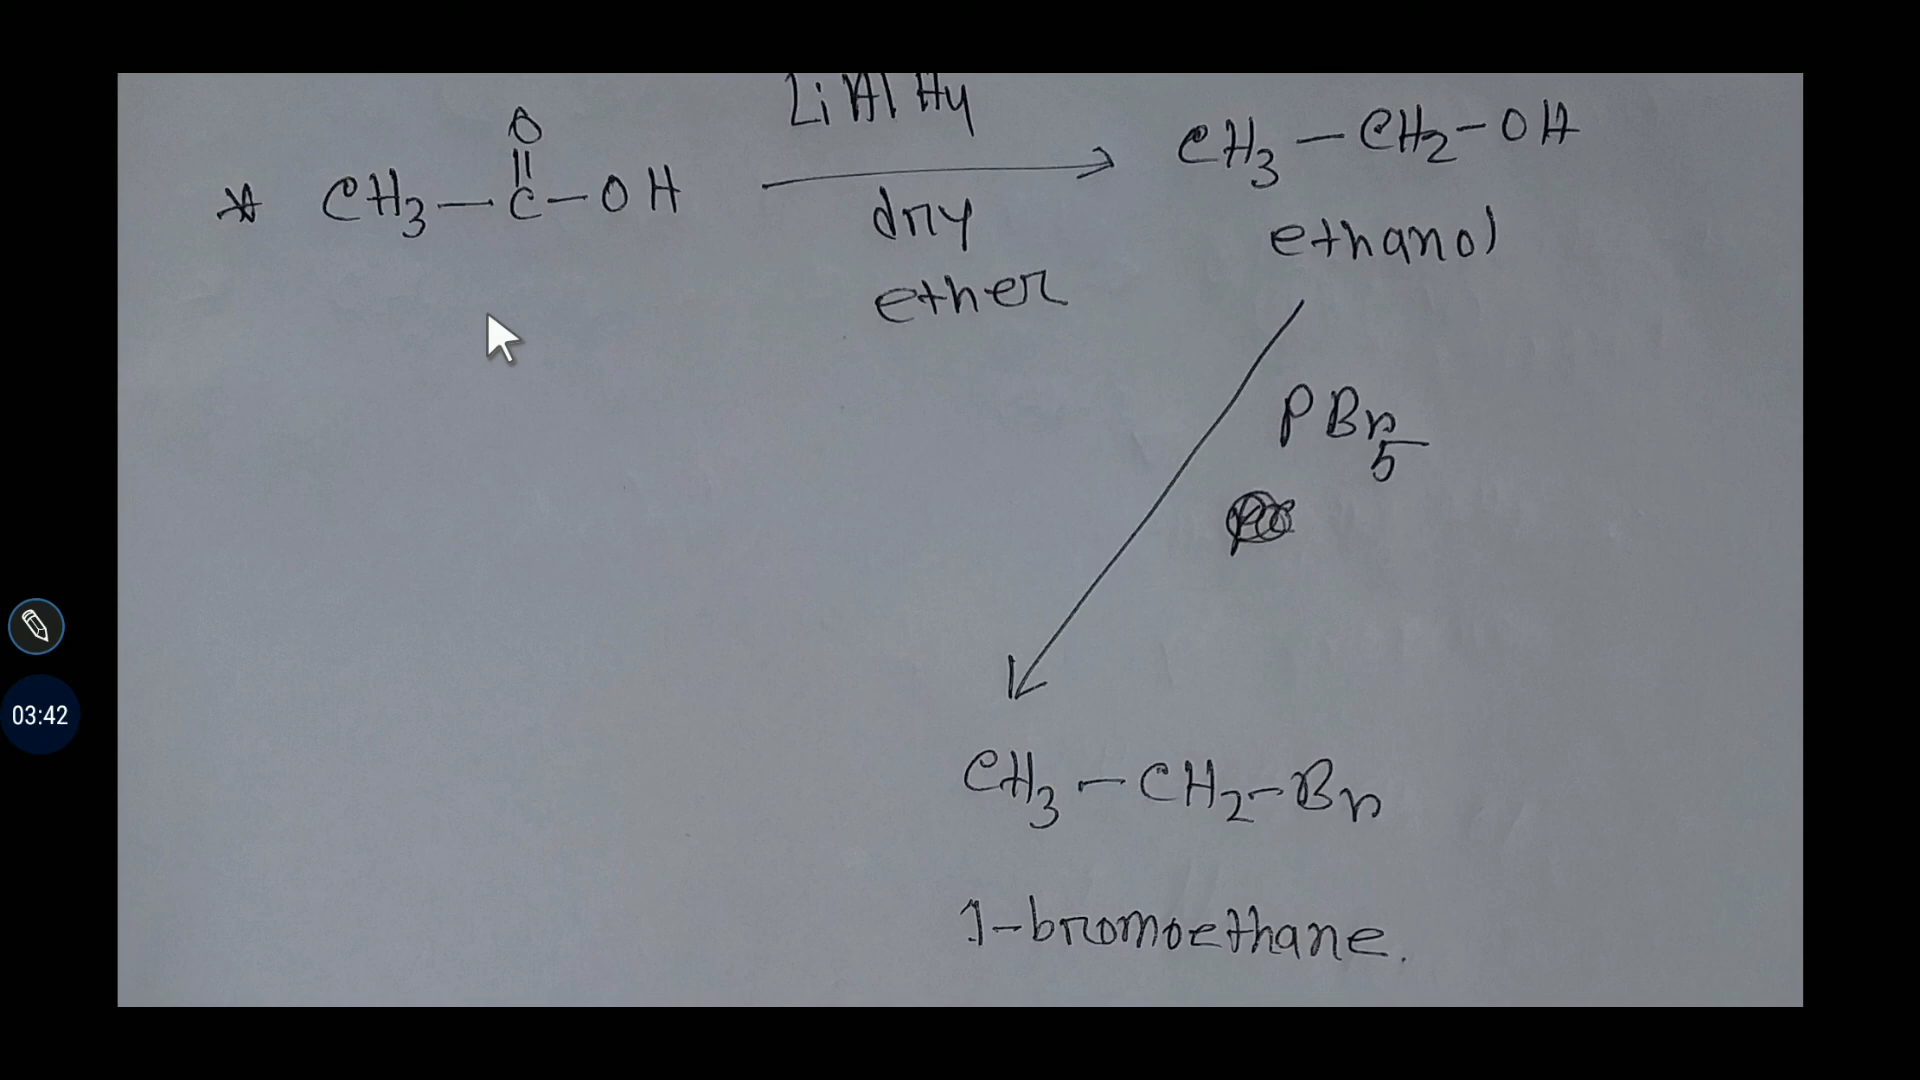 O
||
* CH3 — C — OH
LiAlH4
dry
ether
CH3 — CH2 — OH
ethanol
PBr5
03:42
CH3 — CH2 — Br
1-bromoethane.